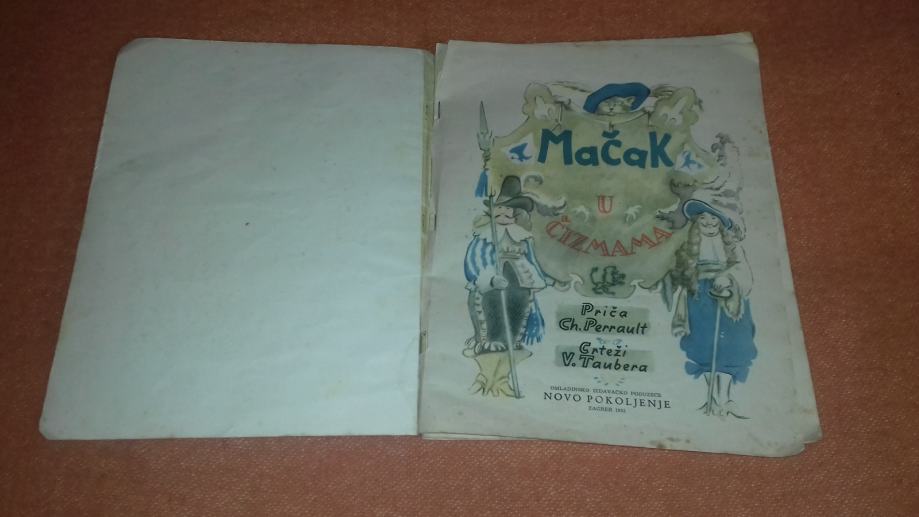 MačaK
U
ČIZMAMA
Priča
Ch. Perrault
Crteži
V. Taubera
OMLADINSKO IZDAVAČKO PODUZEĆE
NOVO POKOLJENJE
ZAGREB